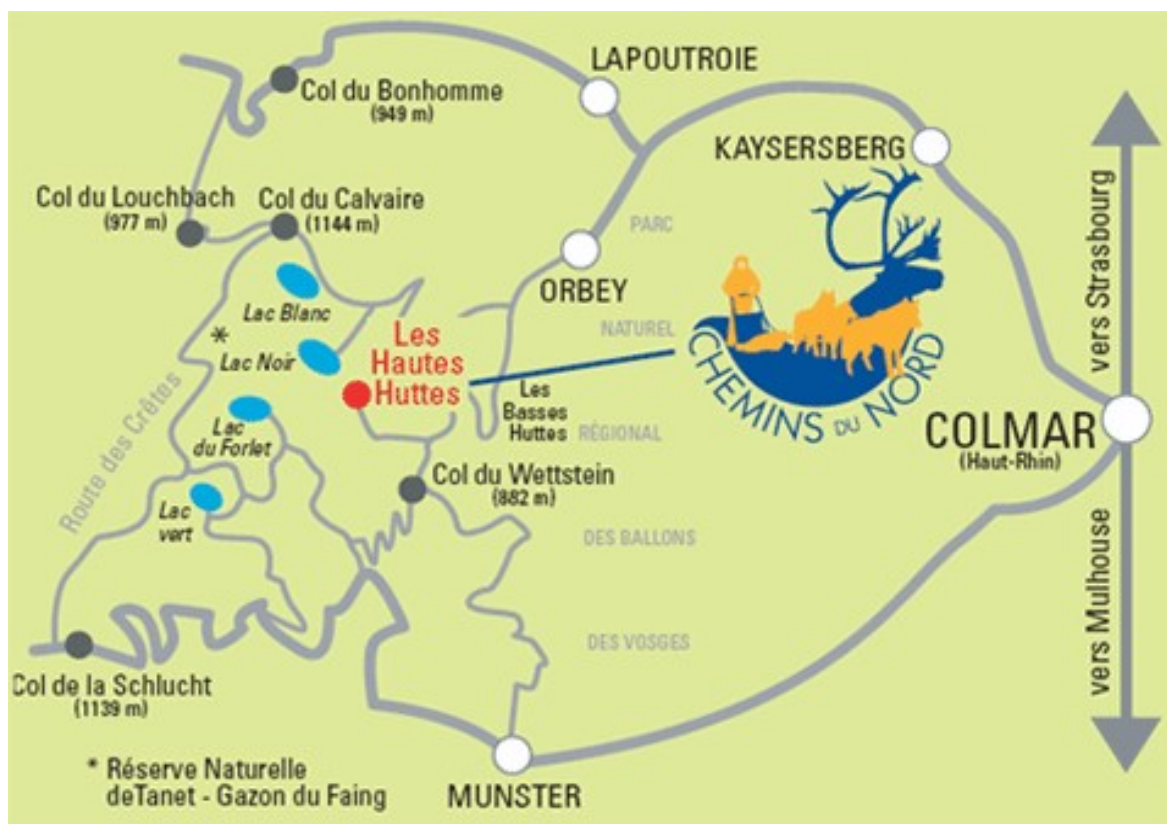 LAPOUTROIE
Col du Bonhomme
(949 m)
KAYSERSBERG
Col du Louchbach
(977 m)
Col du Calvaire
(1144 m)
PARC
ORBEY
Lac Blanc
*
Lac Noir
Les
Hautes
Huttes
NATUREL
CHEMINS DU NORD
Les
Basses
Huttes
RÉGIONAL
COLMAR
(Haut-Rhin)
vers Strasbourg
vers Mulhouse
Route des Crêtes
Lac
du Forlet
Lac
vert
Col du Wettstein
(882 m)
DES BALLONS
DES VOSGES
Col de la Schlucht
(1139 m)
* Réserve Naturelle
deTanet - Gazon du Faing
MUNSTER